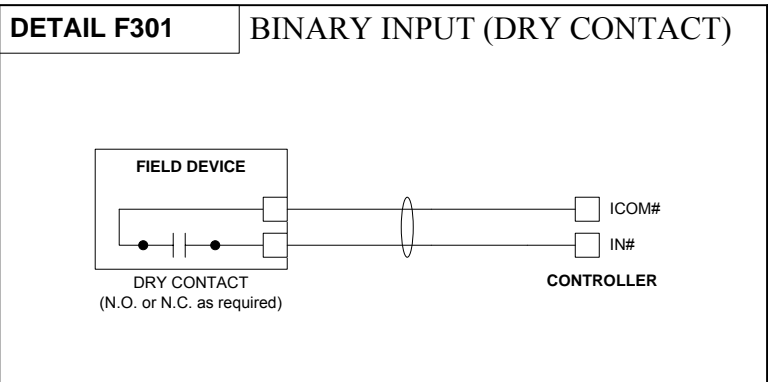 DETAIL F301
BINARY INPUT (DRY CONTACT)
FIELD DEVICE
ICOM#
IN#
DRY CONTACT
(N.O. or N.C. as required)
CONTROLLER